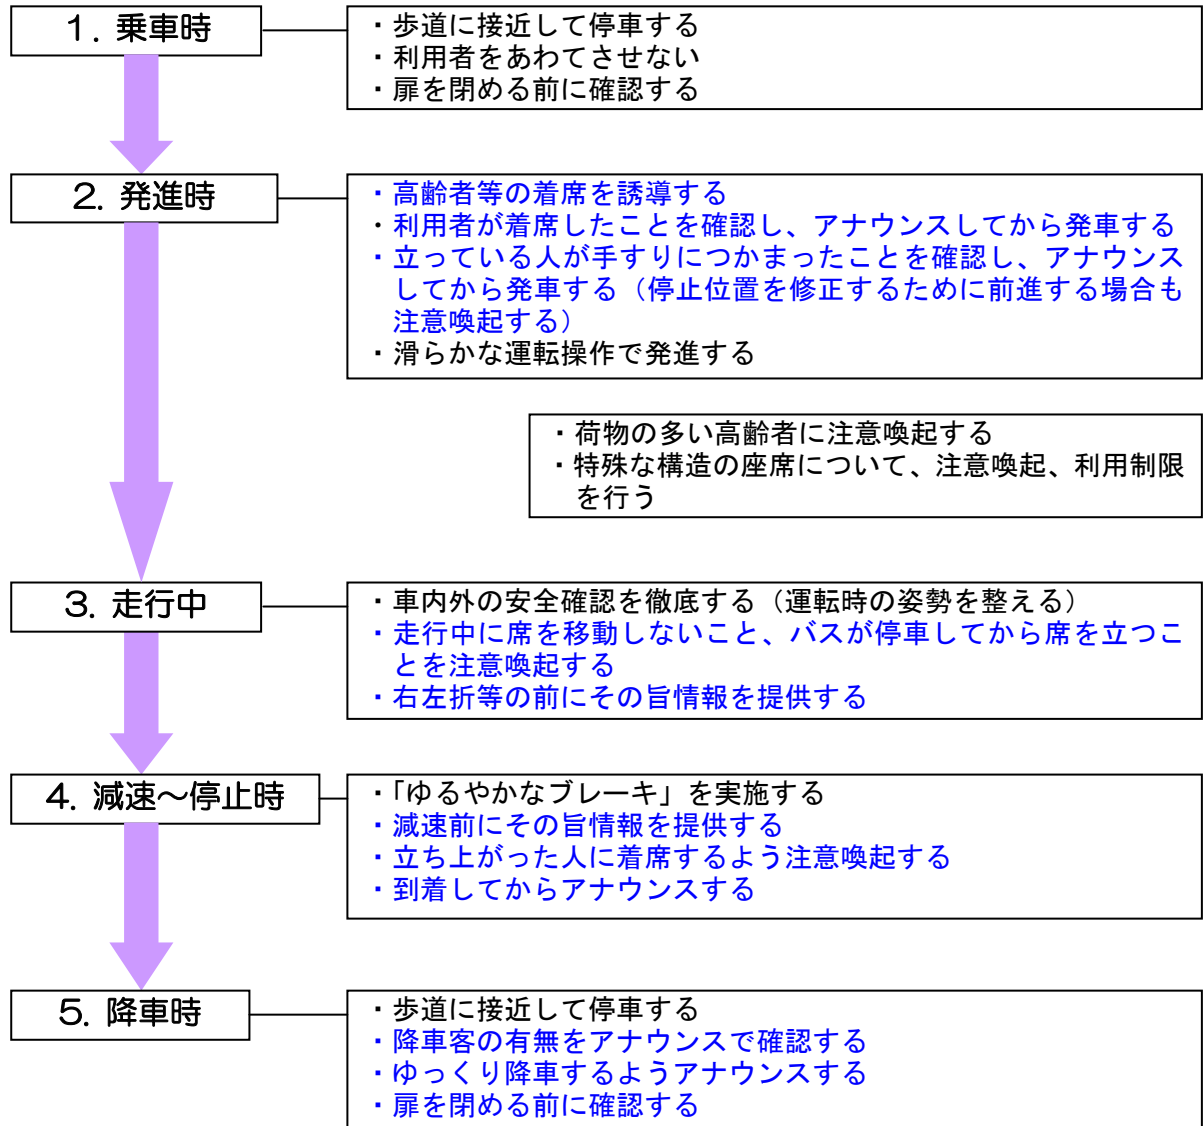 1. 乗車時
・歩道に接近して停車する
・利用者をあわてさせない
・扉を閉める前に確認する
2. 発進時
・高齢者等の着席を誘導する
・利用者が着席したことを確認し、アナウンスしてから発車する
・立っている人が手すりにつかまったことを確認し、アナウンス
してから発車する（停止位置を修正するために前進する場合も
注意喚起する）
・滑らかな運転操作で発進する
・荷物の多い高齢者に注意喚起する
・特殊な構造の座席について、注意喚起、利用制限
を行う
3. 走行中
・車内外の安全確認を徹底する（運転時の姿勢を整える）
・走行中に席を移動しないこと、バスが停車してから席を立つこ
とを注意喚起する
・右左折等の前にその旨情報を提供する
4. 減速～停止時
・「ゆるやかなブレーキ」を実施する
・減速前にその旨情報を提供する
・立ち上がった人に着席するよう注意喚起する
・到着してからアナウンスする
5. 降車時
・歩道に接近して停車する
・降車客の有無をアナウンスで確認する
・ゆっくり降車するようアナウンスする
・扉を閉める前に確認する